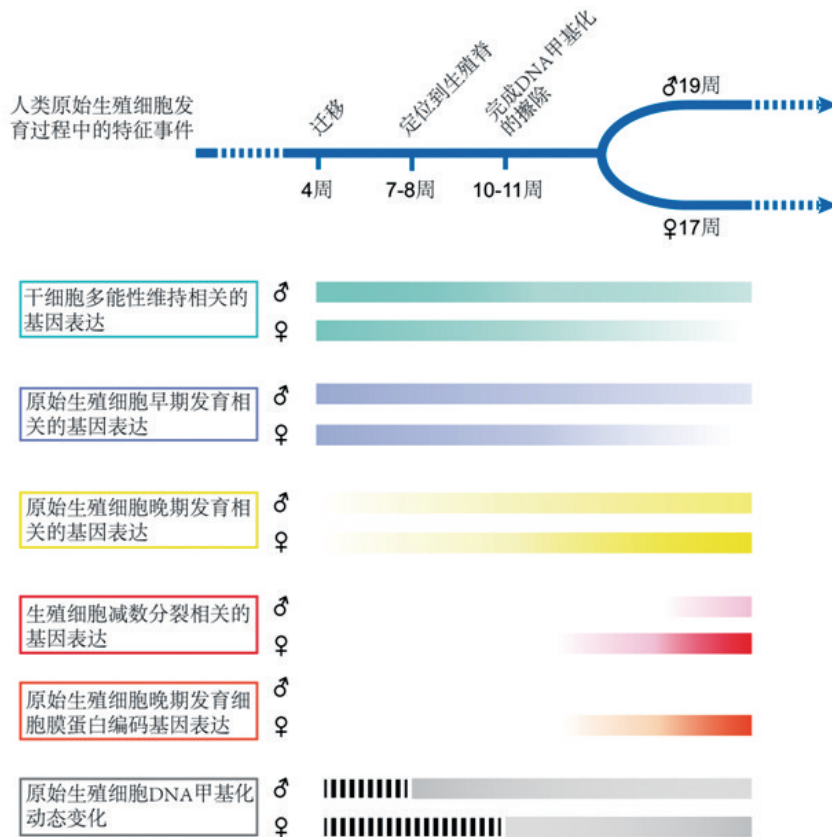 人类原始生殖细胞发
育过程中的特征事件
迁移
定位到生殖脊
完成DNA甲基化
的擦除
4周
7-8周
10-11周
♂19周
♀17周
干细胞多能性维持相关的
基因表达
♂
♀
原始生殖细胞早期发育相
关的基因表达
♂
♀
原始生殖细胞晚期发育相
关的基因表达
♂
♀
生殖细胞减数分裂相关的
基因表达
♂
♀
原始生殖细胞晚期发育细
胞膜蛋白编码基因表达
♂
♀
原始生殖细胞DNA甲基化
动态变化
♂
♀